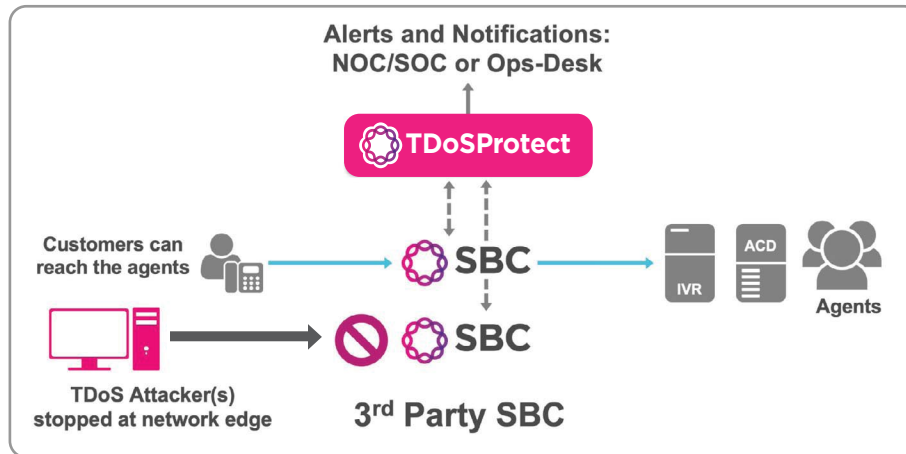 Alerts and Notifications:
NOC/SOC or Ops-Desk
TDoSProtect
Customers can
reach the agents
SBC
IVR
ACD
Agents
SBC
TDoS Attacker(s)
stopped at network edge
3rd Party SBC